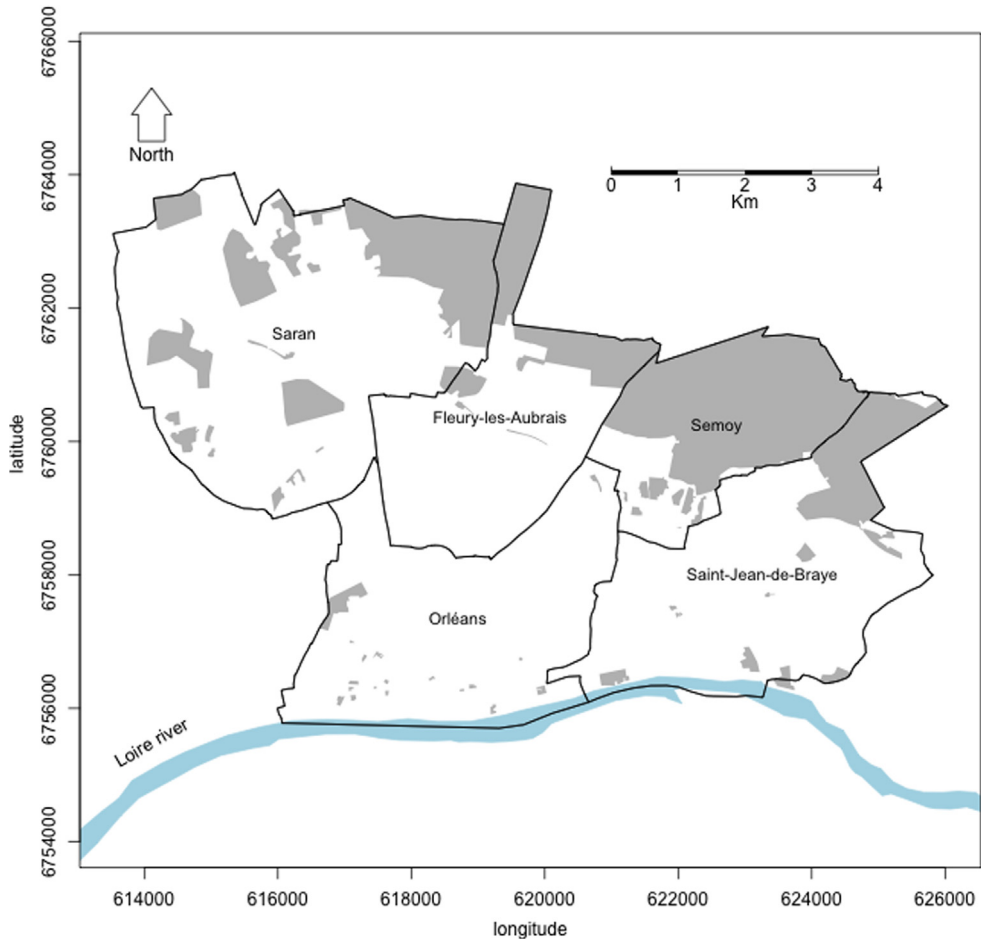 North
0 1 2 3 4
Km
Saran
Fleury-les-Aubrais
Semoy
Saint-Jean-de-Braye
Orléans
Loire river
6766000
6764000
6762000
6760000
6758000
6756000
6754000
latitude
614000 616000 618000 620000 622000 624000 626000
longitude